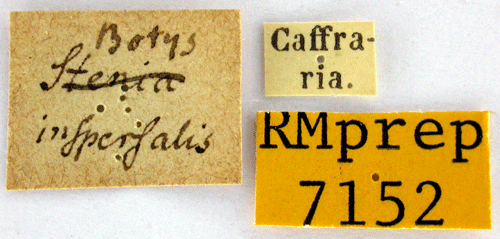 Botys
Stenia
inspersalis
Caffra-
ria.
RMprep
7152